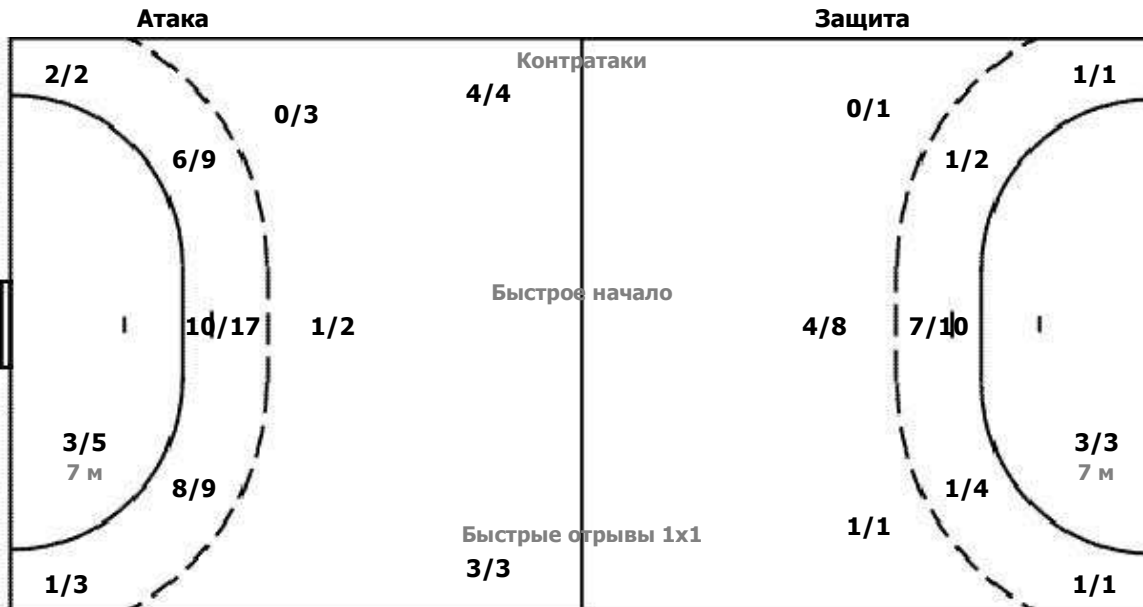 Атака Защита
Контратаки
2/2 1/1
4/4
0/3 0/1
6/9 1/2
Быстрое начало
10/17 1/2 4/8 7/10
3/5 3/3
7 м 7 м
8/9 1/4
Быстрые отрывы 1x1
1/1
3/3
1/3 1/1